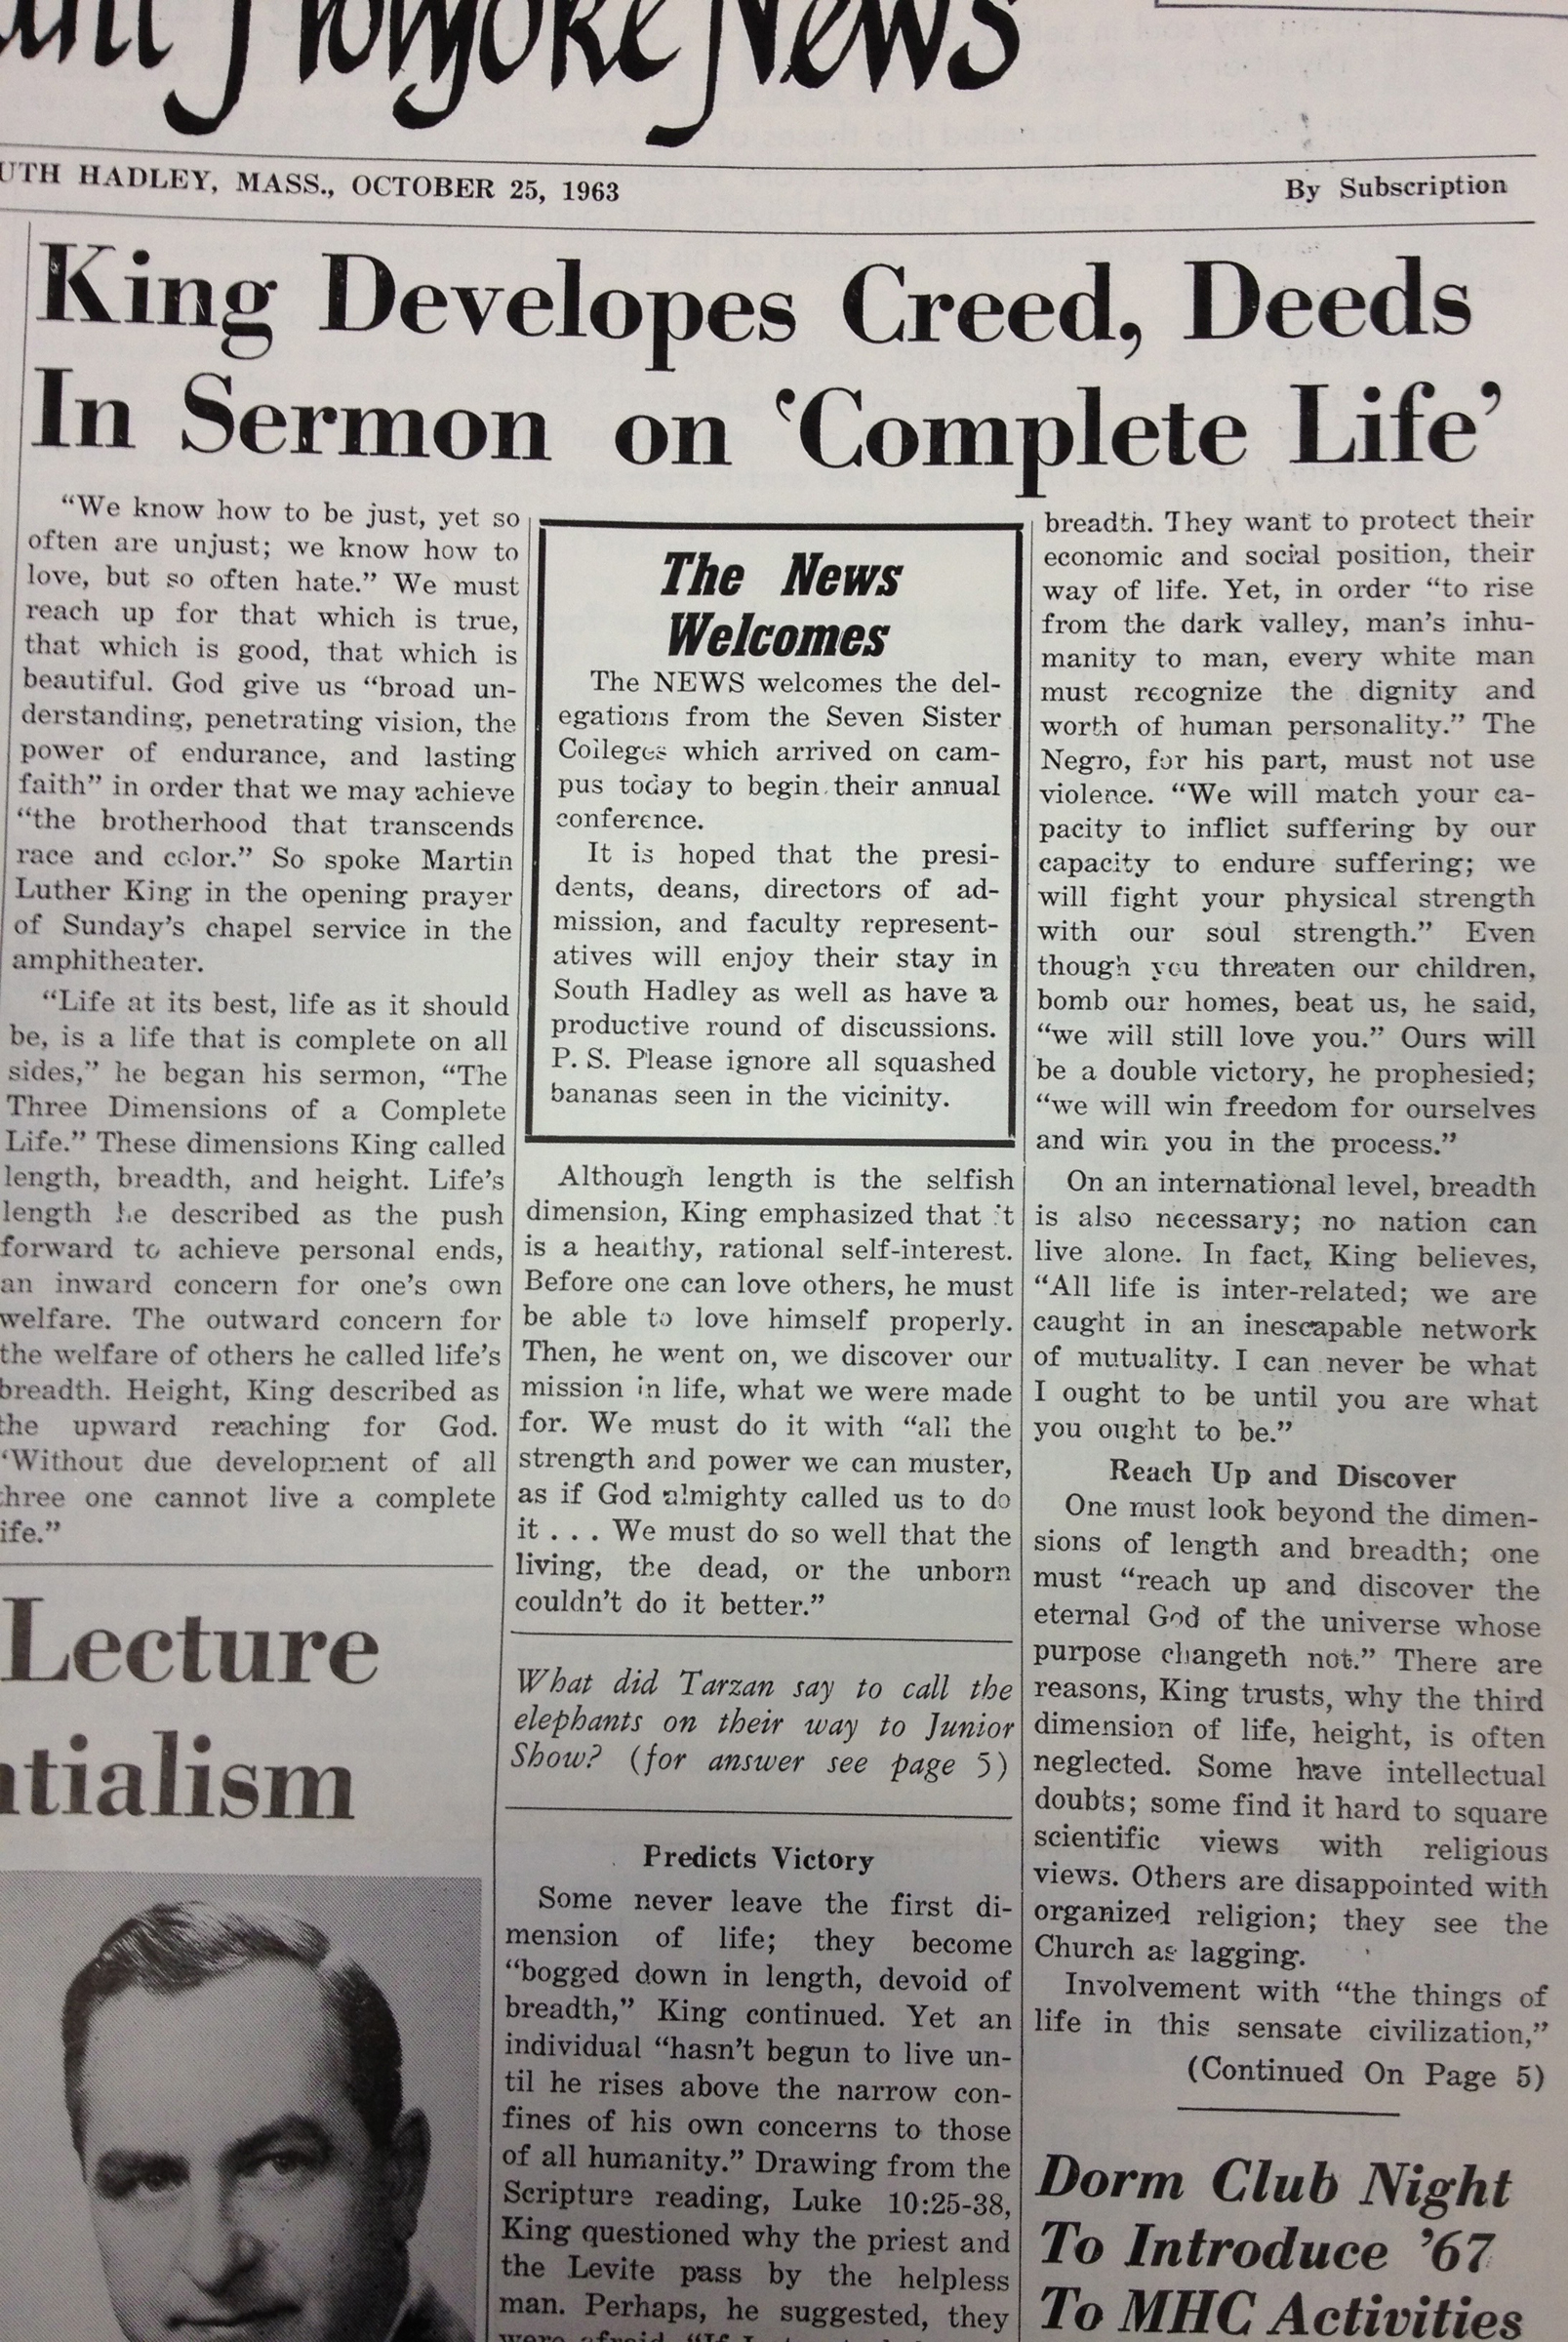 Holyoke News
UTH HADLEY, MASS., OCTOBER 25, 1963
By Subscription
King Developes Creed, Deeds
In Sermon on ‘Complete Life’
“We know how to be just, yet so
often are unjust; we know how to
love, but so often hate.” We must
reach up for that which is true,
that which is good, that which is
beautiful. God give us “broad un-
derstanding, penetrating vision, the
power of endurance, and lasting
faith” in order that we may achieve
“the brotherhood that transcends
race and color.” So spoke Martin
Luther King in the opening prayer
of Sunday’s chapel service in the
amphitheater.
“Life at its best, life as it should
be, is a life that is complete on all
sides,” he began his sermon, “The
Three Dimensions of a Complete
Life.” These dimensions King called
length, breadth, and height. Life’s
length he described as the push
forward to achieve personal ends,
an inward concern for one’s own
welfare. The outward concern for
the welfare of others he called life’s
breadth. Height, King described as
the upward reaching for God.
‘Without due development of all
three one cannot live a complete
ife.”
Lecture
ntialism
The News
Welcomes
The NEWS welcomes the del-
egations from the Seven Sister
Colleges which arrived on cam-
pus today to begin their annual
conference.
It is hoped that the presi-
dents, deans, directors of ad-
mission, and faculty represent-
atives will enjoy their stay in
South Hadley as well as have a
productive round of discussions.
P. S. Please ignore all squashed
bananas seen in the vicinity.
Although length is the selfish
dimension, King emphasized that it
is a healthy, rational self-interest.
Before one can love others, he must
be able to love himself properly.
Then, he went on, we discover our
mission in life, what we were made
for. We must do it with “all the
strength and power we can muster,
as if God almighty called us to do
it . . . We must do so well that the
living, the dead, or the unborn
couldn’t do it better.”
What did Tarzan say to call the
elephants on their way to Junior
Show? (for answer see page 5)
Predicts Victory
Some never leave the first di-
mension of life; they become
“bogged down in length, devoid of
breadth,” King continued. Yet an
individual “hasn’t begun to live un-
til he rises above the narrow con-
fines of his own concerns to those
of all humanity.” Drawing from the
Scripture reading, Luke 10:25-38,
King questioned why the priest and
the Levite pass by the helpless
man. Perhaps, he suggested, they
were afraid. “If I
breadth. They want to protect their
economic and social position, their
way of life. Yet, in order “to rise
from the dark valley, man’s inhu-
manity to man, every white man
must recognize the dignity and
worth of human personality.” The
Negro, for his part, must not use
violence. “We will match your ca-
pacity to inflict suffering by our
capacity to endure suffering; we
will fight your physical strength
with our soul strength.” Even
though you threaten our children,
bomb our homes, beat us, he said,
“we will still love you.” Ours will
be a double victory, he prophesied;
“we will win freedom for ourselves
and win you in the process.”
On an international level, breadth
is also necessary; no nation can
live alone. In fact, King believes,
“All life is inter-related; we are
caught in an inescapable network
of mutuality. I can never be what
I ought to be until you are what
you ought to be.”
Reach Up and Discover
One must look beyond the dimen-
sions of length and breadth; one
must “reach up and discover the
eternal God of the universe whose
purpose changeth not.” There are
reasons, King trusts, why the third
dimension of life, height, is often
neglected. Some have intellectual
doubts; some find it hard to square
scientific views with religious
views. Others are disappointed with
organized religion; they see the
Church as lagging.
Involvement with “the things of
life in this sensate civilization,”
(Continued On Page 5)
Dorm Club Night
To Introduce ’67
To MHC Activities